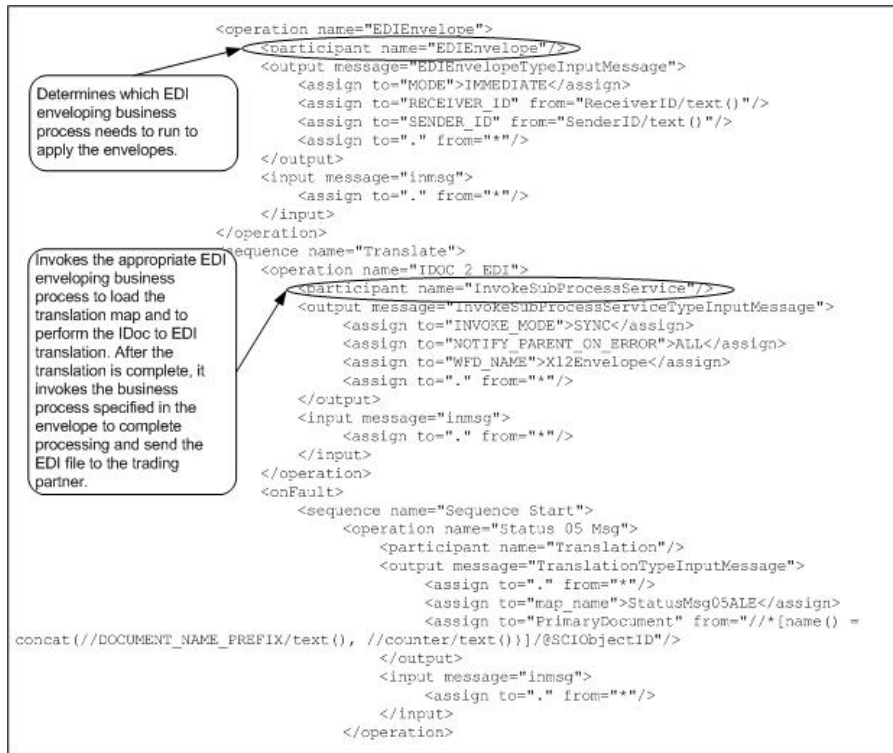 <operation name="EDIEnvelope">
<participant name="EDIEnvelope"/>
<output message="EDIEnvelopeTypeInputMessage">
<assign to="MODE">IMMEDIATE</assign>
<assign to="RECEIVER_ID" from="ReceiverID/text()"/>
<assign to="SENDER_ID" from="SenderID/text()"/>
<assign to="." from="*"/>
</output>
<input message="inmsg">
<assign to="." from="*"/>
</input>
</operation>
Determines which EDI
enveloping business
process needs to run to
apply the envelopes.
<sequence name="Translate">
<operation name="IDOC 2 EDI">
<participant name="InvokeSubProcessService"/>
<output message="InvokeSubProcessServiceTypeInputMessage">
<assign to="INVOKE_MODE">SYNC</assign>
<assign to="NOTIFY_PARENT_ON_ERROR">ALL</assign>
<assign to="WFD_NAME">X12Envelope</assign>
<assign to="." from="*"/>
</output>
<input message="inmsg">
<assign to="." from="*"/>
</input>
</operation>
Invokes the appropriate EDI
enveloping business
process to load the
translation map and to
perform the IDoc to EDI
translation. After the
translation is complete, it
invokes the business
process specified in the
envelope to complete
processing and send the
EDI file to the trading
partner.
<onFault>
<sequence name="Sequence Start">
<operation name="Status 05 Msg">
<participant name="Translation"/>
<output message="TranslationTypeInputMessage">
<assign to="." from="*"/>
<assign to="map_name">StatusMsg05ALE</assign>
<assign to="PrimaryDocument" from="//*[name() =
concat(//DOCUMENT_NAME_PREFIX/text(), //counter/text())]/@SCIObjectID"/>
</output>
<input message="inmsg">
<assign to="." from="*"/>
</input>
</operation>